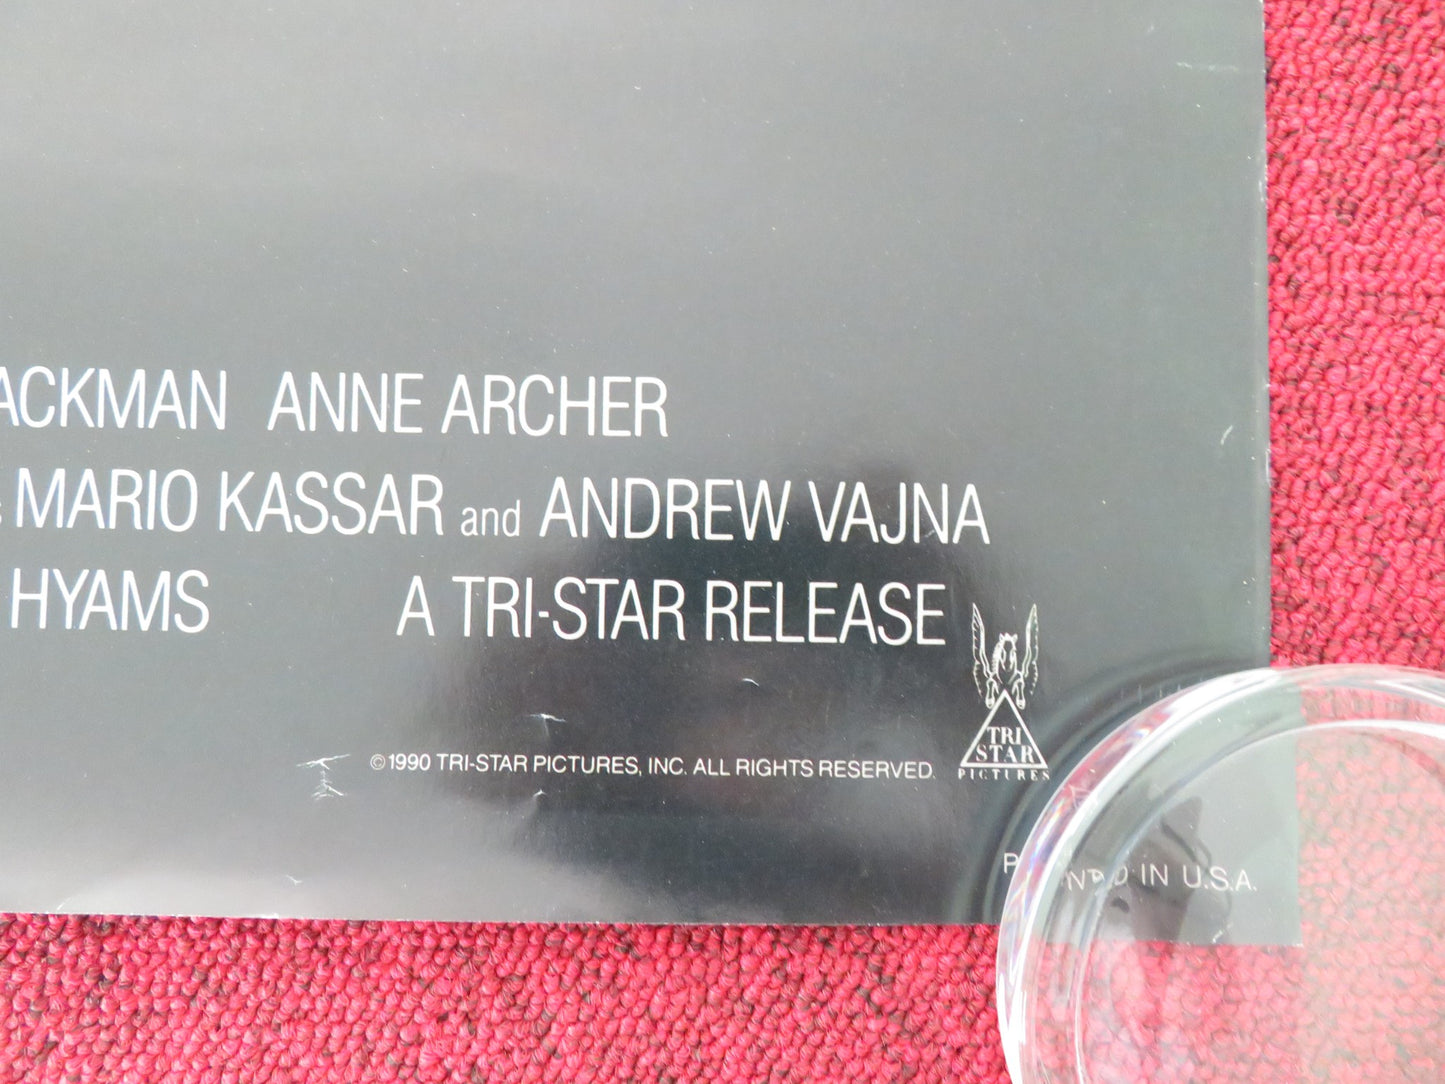 ACKMAN ANNE ARCHER
MARIO KASSAR and ANDREW VAJNA
HYAMS A TRI-STAR RELEASE
TRI
STAR
PICTURES
©1990 TRI-STAR PICTURES, INC. ALL RIGHTS RESERVED.
PRINTED IN U.S.A.